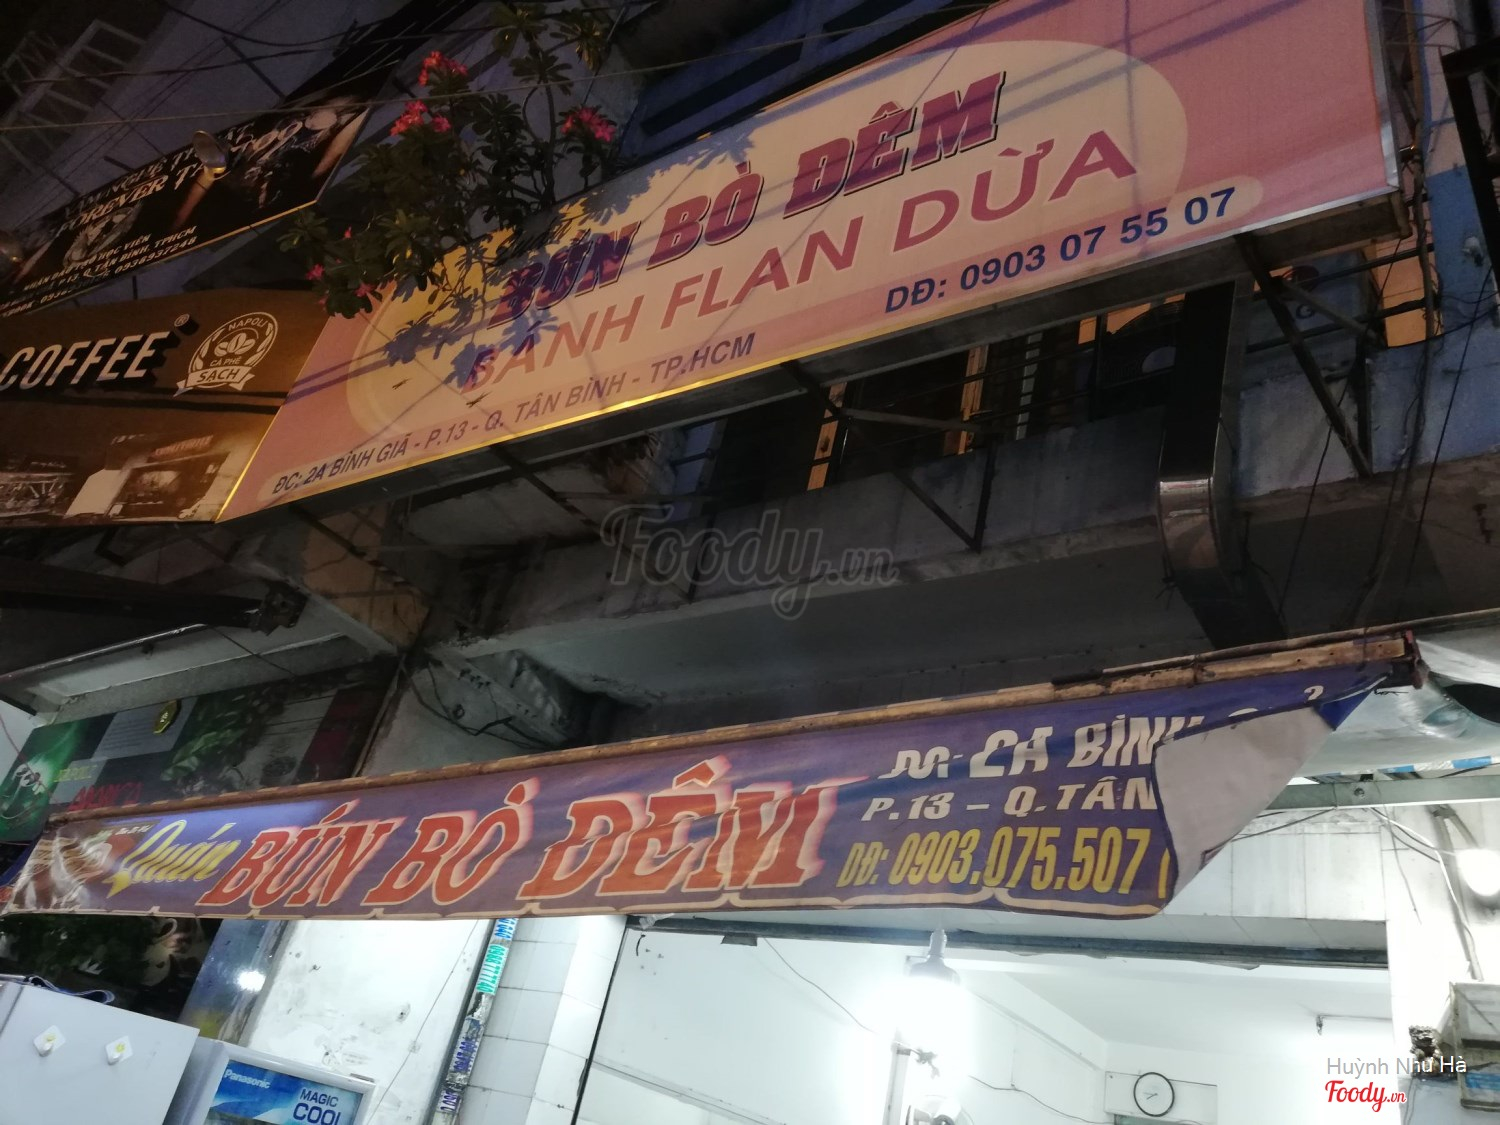 FOREVER
0938937248
COFFEE
NAPOLI
CÀ PHÊ
SẠCH
Quán
BÚN BÒ ĐÊM
BÁNH FLAN DỪA
DĐ: 0903 07 55 07
ĐC: 2A BÌNH GIÃ - P.13 - Q. TÂN BÌNH - TP.HCM
Foody.vn
Quán
BÚN BÒ ĐÊM
P.13 - Q.TÂN
DĐ: 0903.075.507
Panasonic
MAGIC
COOL
Huỳnh Như Hà
Foody.vn